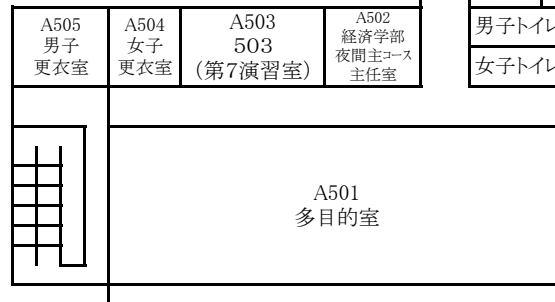 A505
男子
更衣室
A504
女子
更衣室
A503
503
(第7演習室)
A502
経済学部
夜間主コース
主任室
男子トイレ
女子トイレ
A501
多目的室